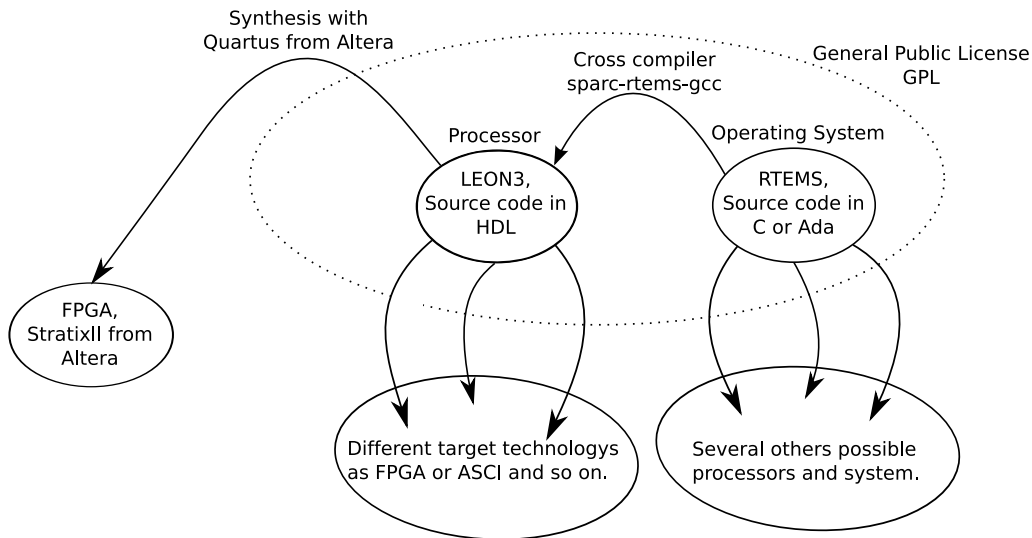 Synthesis with
Quartus from Altera
General Public License
GPL
Cross compiler
sparc-rtems-gcc
Processor
Operating System
LEON3,
Source code in
HDL
RTEMS,
Source code in
C or Ada
FPGA,
StratixII from
Altera
Different target technologys
as FPGA or ASCI and so on.
Several others possible
processors and system.